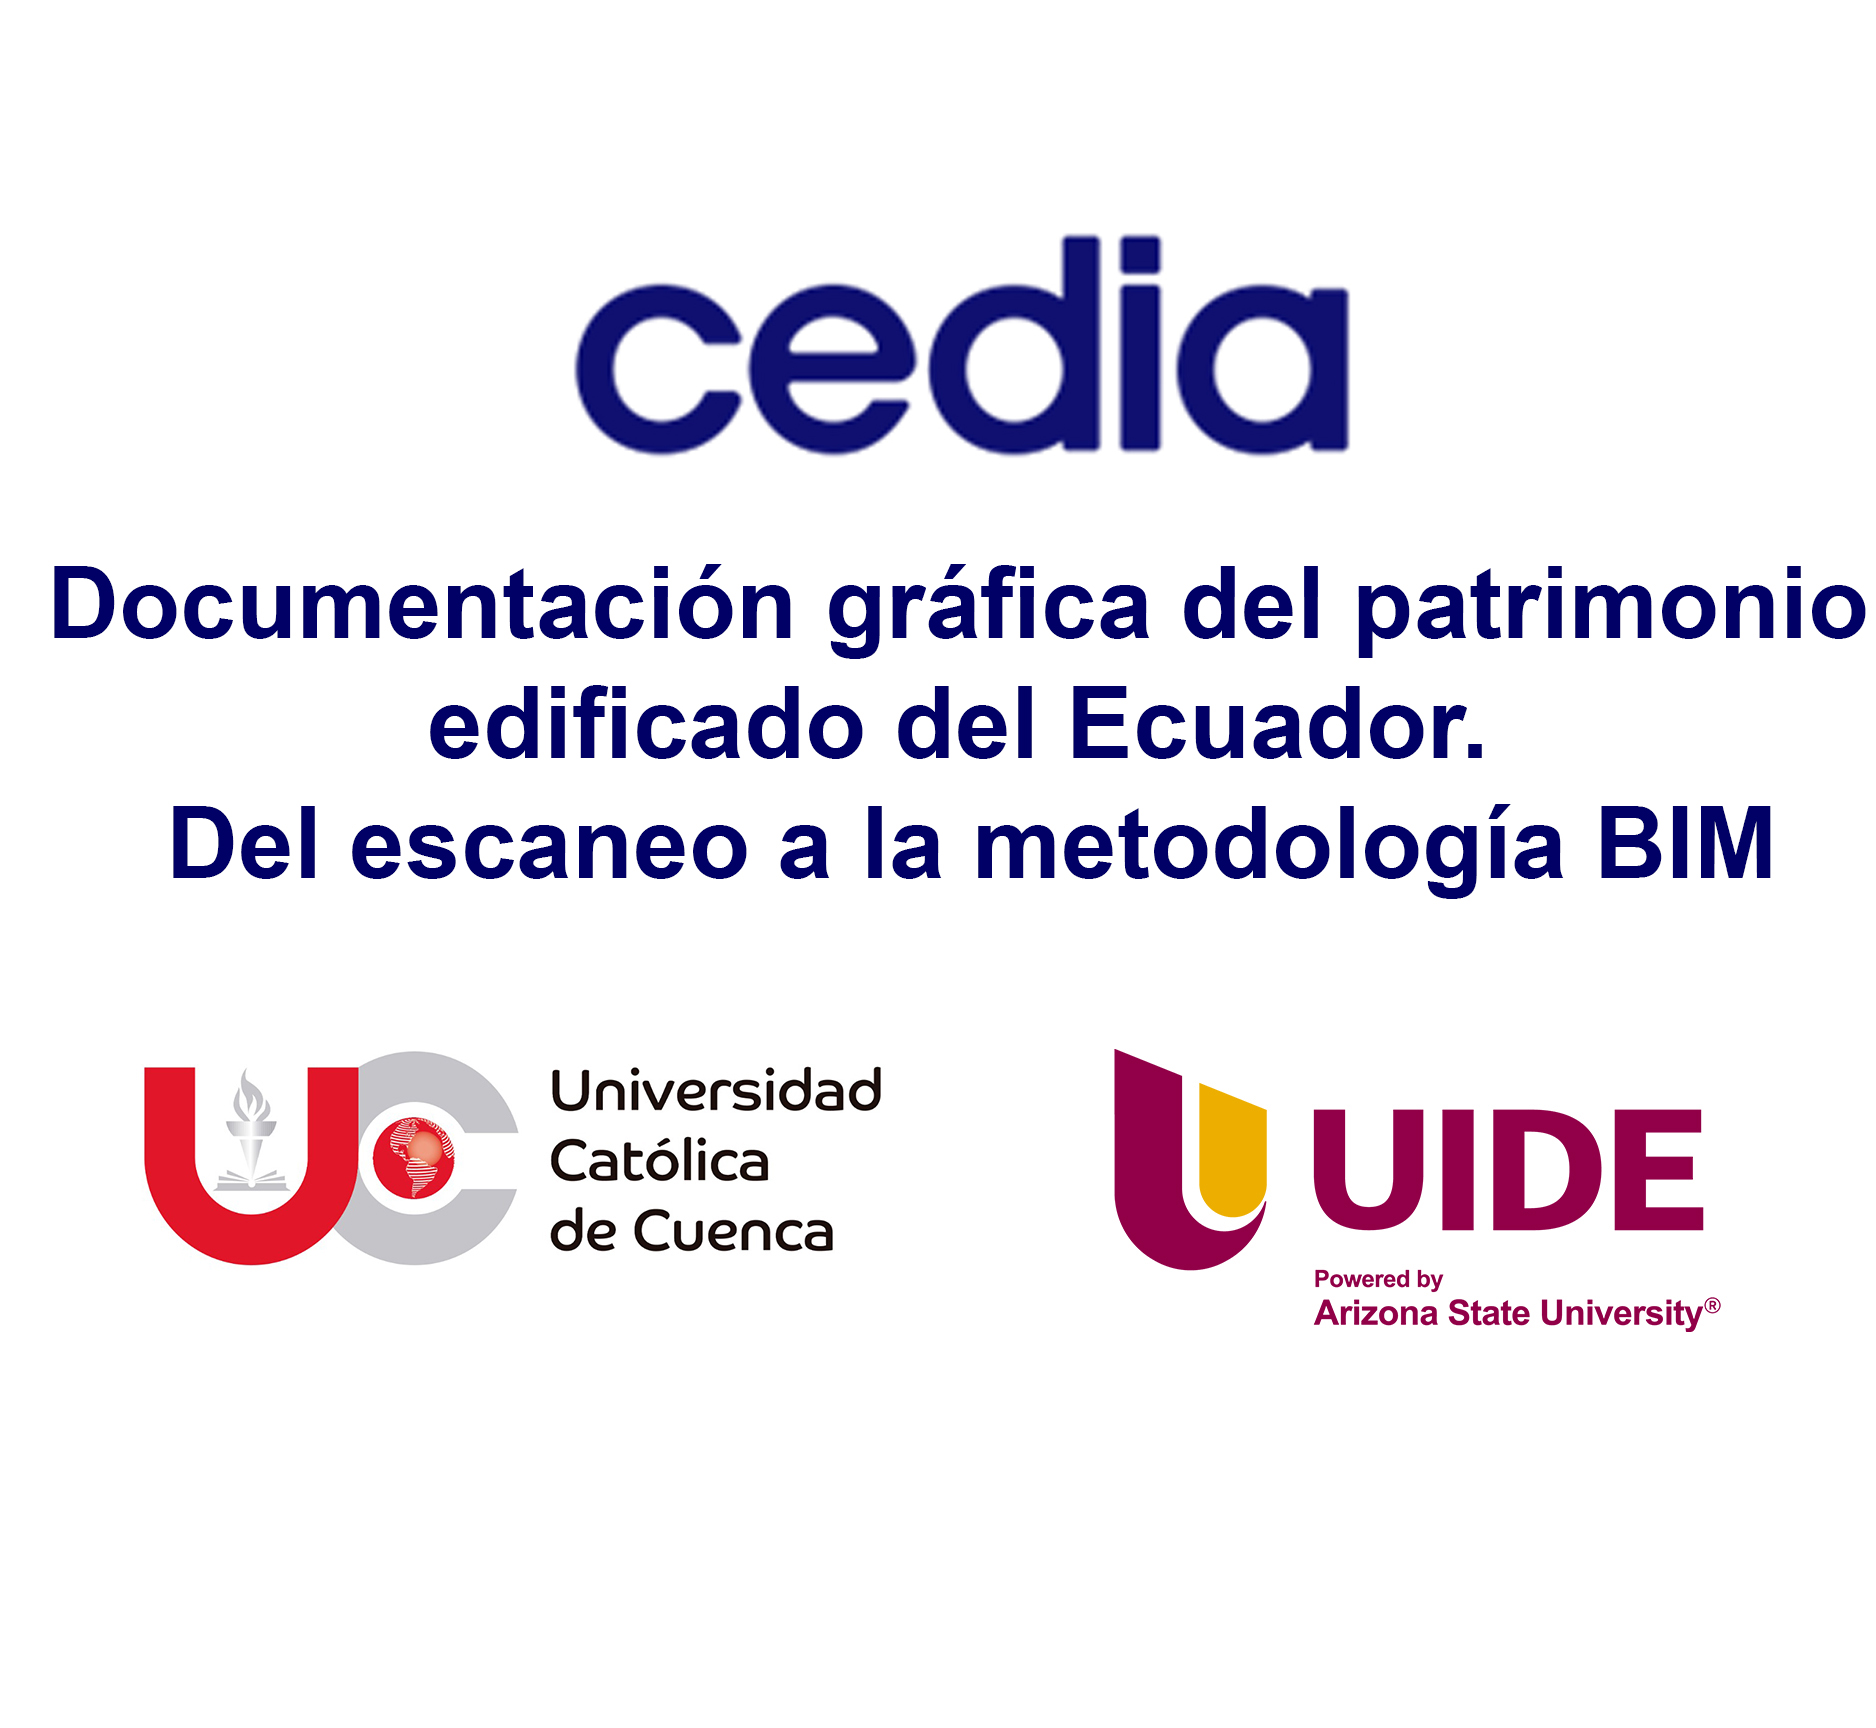 cedia
Documentación gráfica del patrimonio
edificado del Ecuador.
Del escaneo a la metodología BIM
UC
Universidad
Católica
de Cuenca
UIDE
Powered by
Arizona State University®